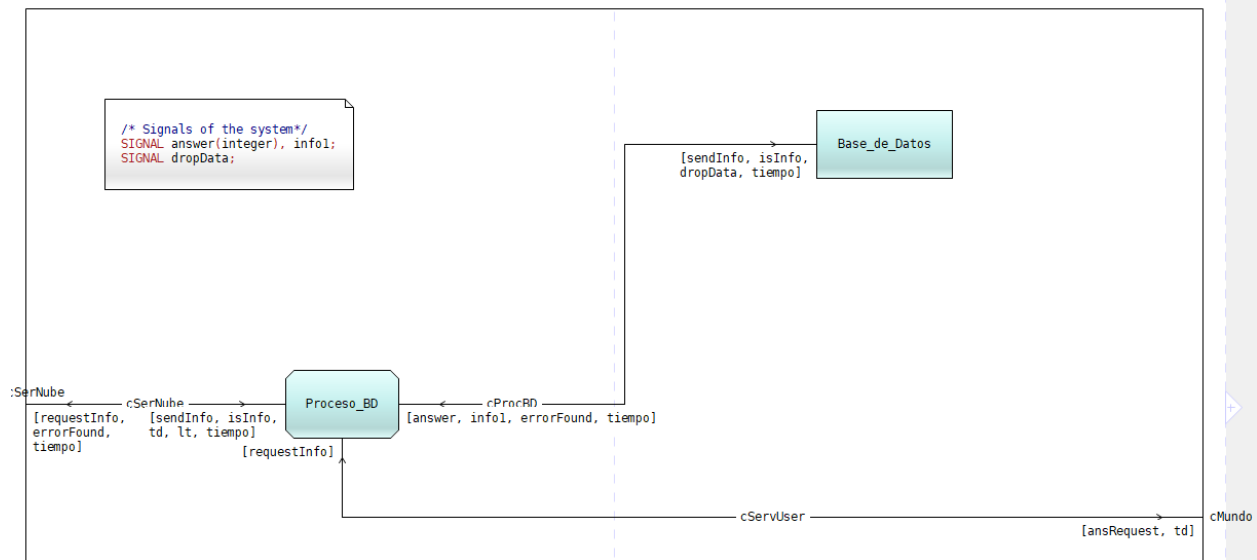 /* Signals of the system*/
SIGNAL answer(integer), info1;
SIGNAL dropData;
Base_de_Datos
[sendInfo, isInfo,
dropData, tiempo]
:SerNube
cSerNube
Proceso_BD
cProcBD
[requestInfo,
errorFound,
tiempo]
[sendInfo, isInfo,
td, lt, tiempo]
[answer, info1, errorFound, tiempo]
[requestInfo]
cServUser
cMundo
[ansRequest, td]